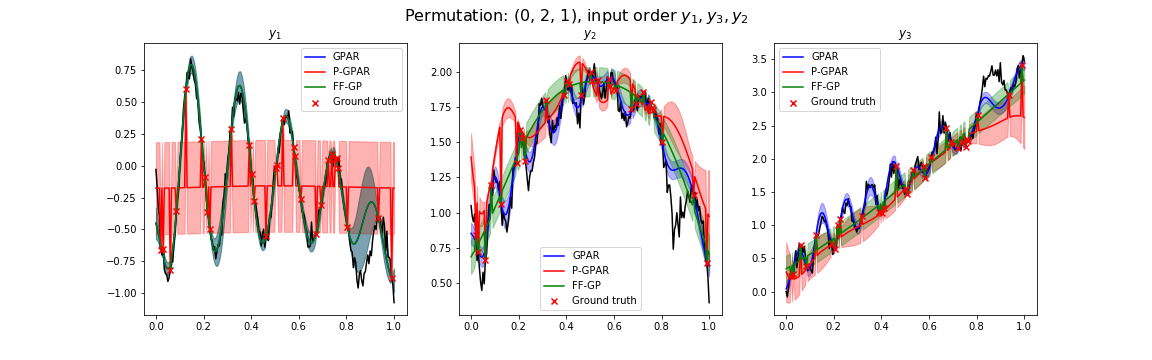 Permutation: (0, 2, 1), input order y₁, y₃, y₂
y₁
GPAR
P-GPAR
FF-GP
Ground truth
0.75
0.50
0.25
0.00
−0.25
−0.50
−0.75
−1.00
0.0 0.2 0.4 0.6 0.8 1.0
y₂
2.00
1.75
1.50
1.25
1.00
0.75
0.50
GPAR
P-GPAR
FF-GP
Ground truth
0.0 0.2 0.4 0.6 0.8 1.0
y₃
GPAR
P-GPAR
FF-GP
Ground truth
3.5
3.0
2.5
2.0
1.5
1.0
0.5
0.0
0.0 0.2 0.4 0.6 0.8 1.0